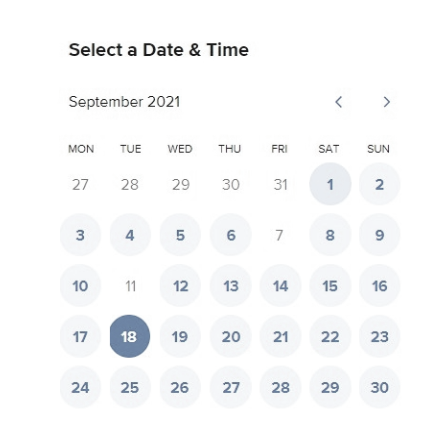 Select a Date & Time
September 2021
MON TUE WED THU FRI SAT SUN
27 28 29 30 31 1 2
3 4 5 6 7 8 9
10 11 12 13 14 15 16
17 18 19 20 21 22 23
24 25 26 27 28 29 30